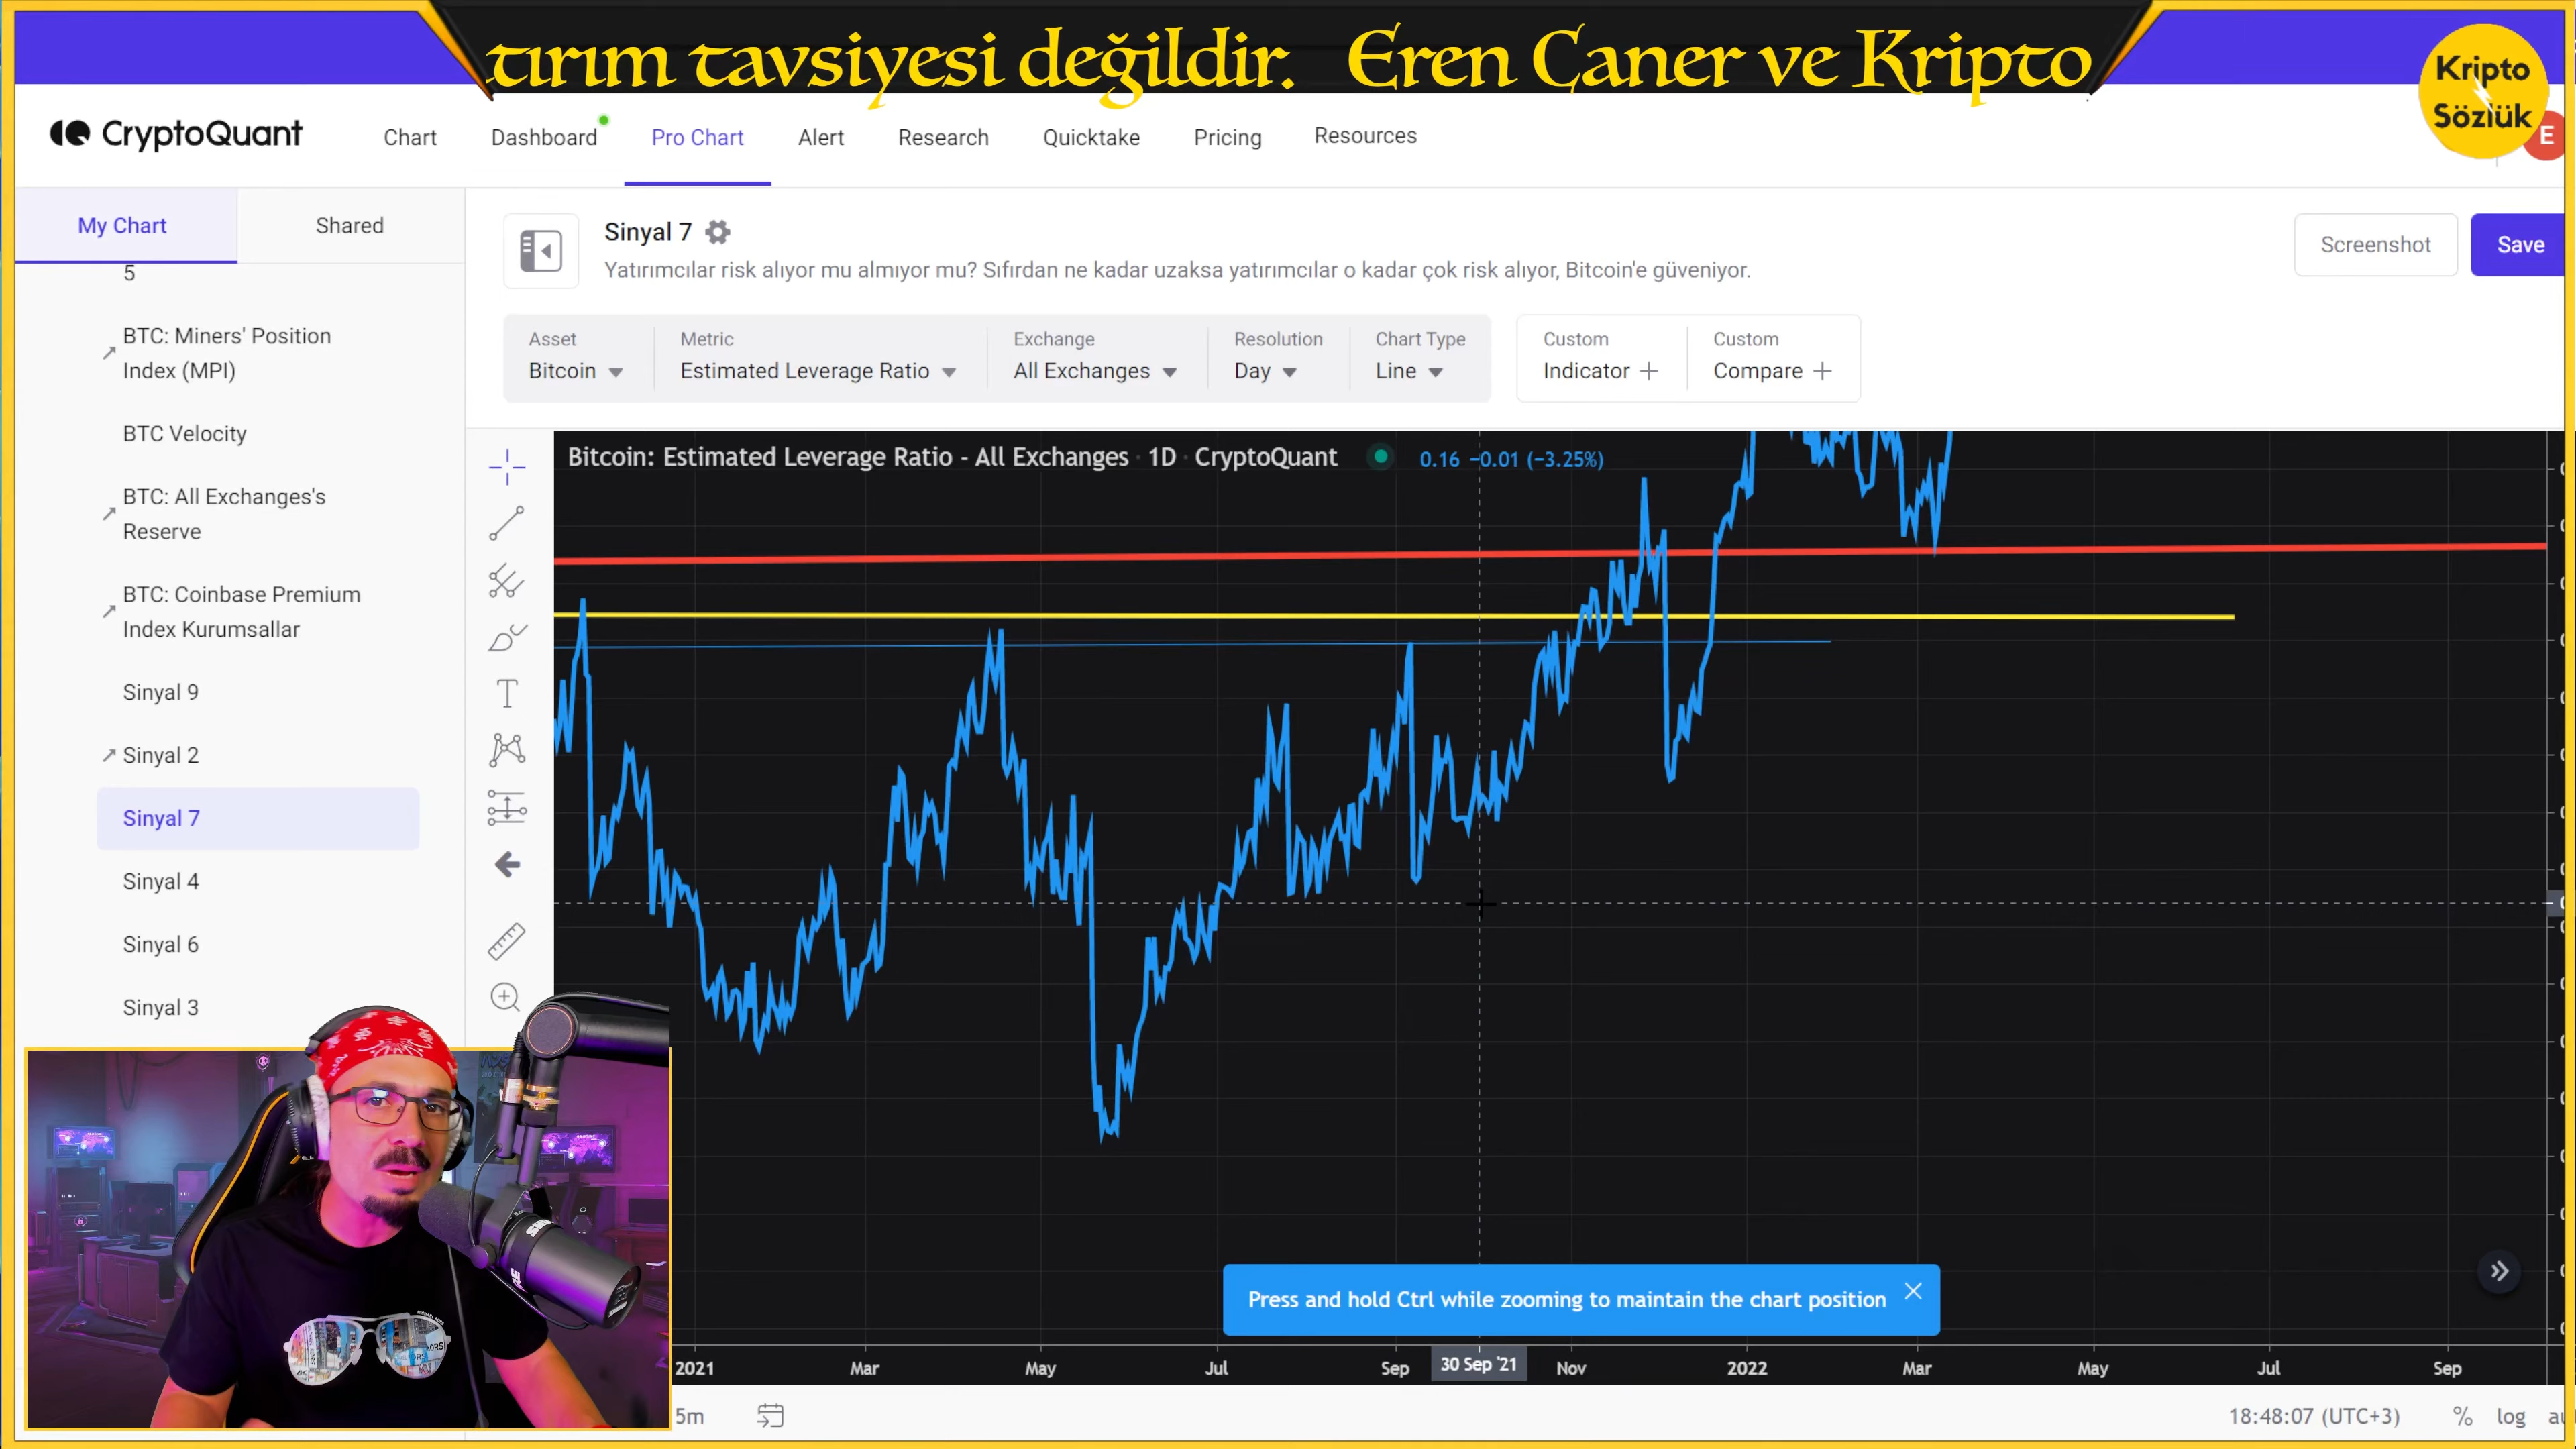 tırım tavsiyesi değildir. Eren Caner ve Kripto
Kripto
Sözlük
E
CryptoQuant
Chart
Dashboard
Pro Chart
Alert
Research
Quicktake
Pricing
Resources
My Chart
Shared
5
BTC: Miners' Position
Index (MPI)
BTC Velocity
BTC: All Exchanges's
Reserve
BTC: Coinbase Premium
Index Kurumsallar
Sinyal 9
Sinyal 2
Sinyal 7
Sinyal 4
Sinyal 6
Sinyal 3
Sinyal 7
Yatırımcılar risk alıyor mu almıyor mu? Sıfırdan ne kadar uzaksa yatırımcılar o kadar çok risk alıyor, Bitcoin'e güveniyor.
Screenshot
Save
Asset
Bitcoin
Metric
Estimated Leverage Ratio
Exchange
All Exchanges
Resolution
Day
Chart Type
Line
Custom
Indicator +
Custom
Compare +
Bitcoin: Estimated Leverage Ratio - All Exchanges · 1D · CryptoQuant
0.16 −0.01 (−3.25%)
Press and hold Ctrl while zooming to maintain the chart position
2021 Mar May Jul Sep 30 Sep '21 Nov 2022 Mar May Jul Sep
5m
18:48:07 (UTC+3) % log